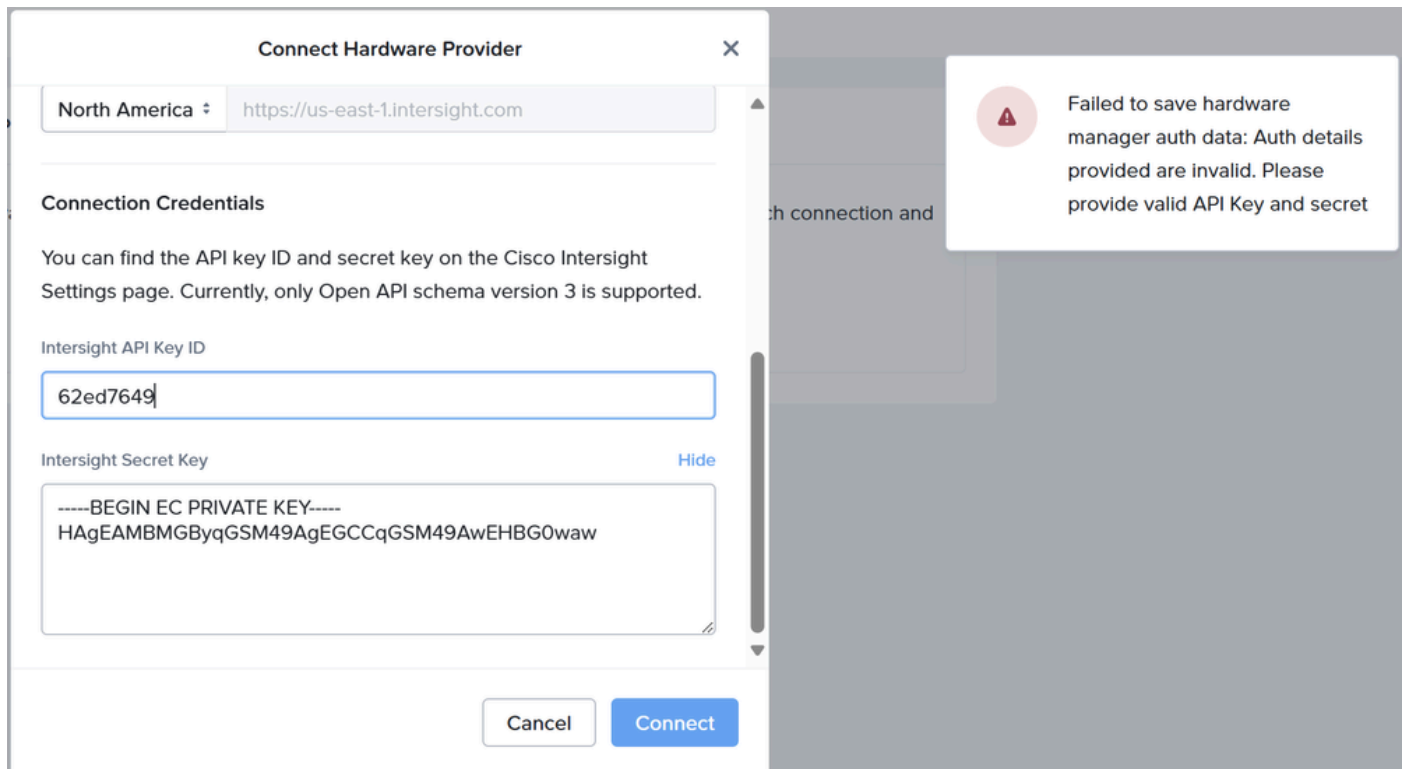 Connect Hardware Provider
North America
https://us-east-1.intersight.com
Connection Credentials
You can find the API key ID and secret key on the Cisco Intersight
Settings page. Currently, only Open API schema version 3 is supported.
Intersight API Key ID
62ed7649
Intersight Secret Key
Hide
-----BEGIN EC PRIVATE KEY-----
HAgEAMBMGByqGSM49AgEGCCqGSM49AwEHBG0waw
Cancel
Connect
connection and
Failed to save hardware
manager auth data: Auth details
provided are invalid. Please
provide valid API Key and secret